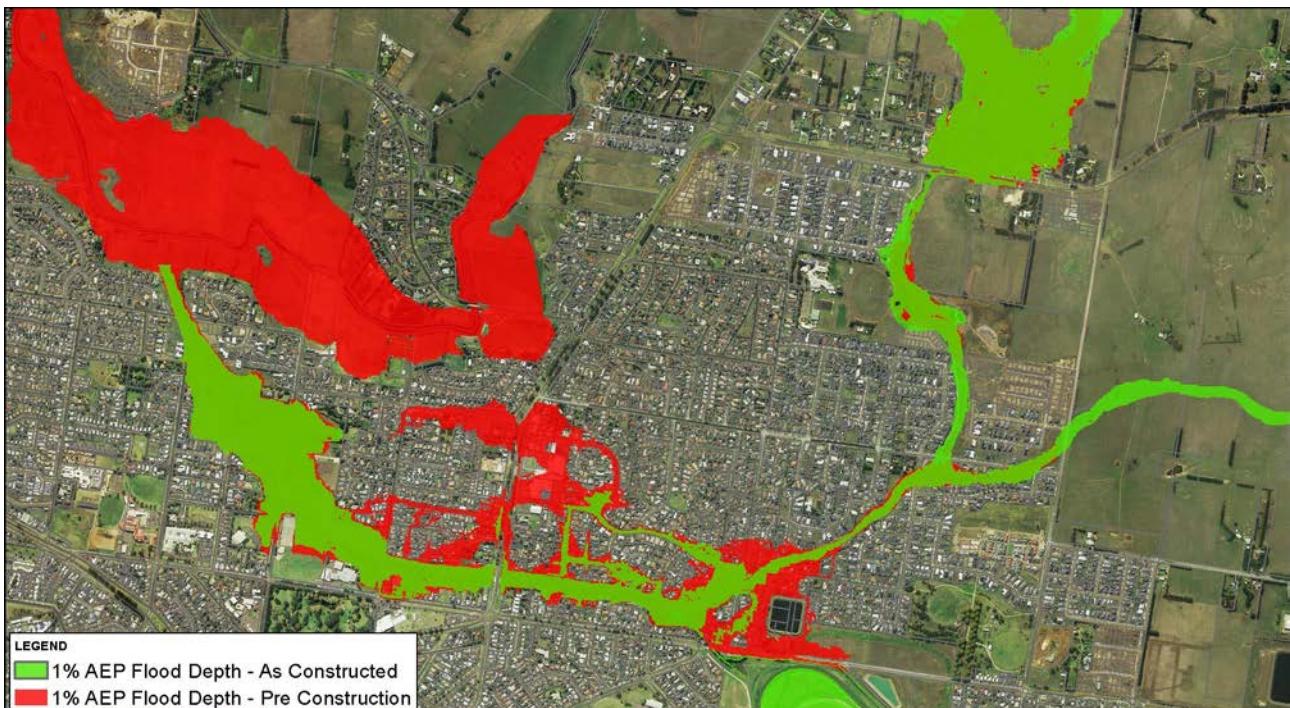 LEGEND
1% AEP Flood Depth - As Constructed
1% AEP Flood Depth - Pre Construction